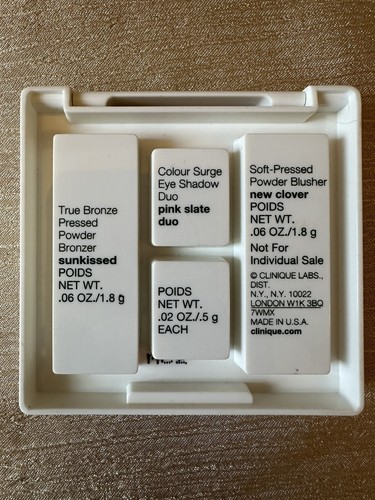 True Bronze
Pressed
Powder
Bronzer
sunkissed
POIDS
NET WT.
.06 OZ./1.8 g
Colour Surge
Eye Shadow
Duo
pink slate
duo
POIDS
NET WT.
.02 OZ./.5 g
EACH
Soft-Pressed
Powder Blusher
new clover
POIDS
NET WT.
.06 OZ./1.8 g
Not For
Individual Sale
© CLINIQUE LABS.,
DIST.
N.Y., N.Y. 10022
LONDON W1K 3BQ
7WMX
MADE IN U.S.A.
clinique.com